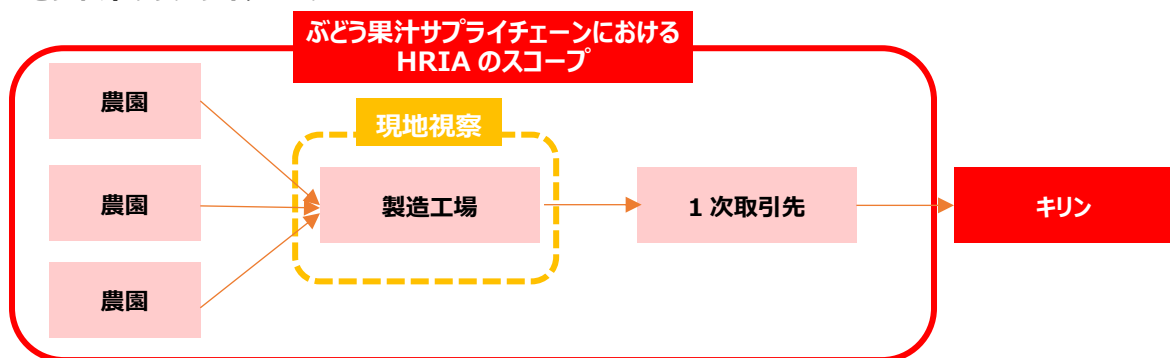 ぶどう果汁サプライチェーンにおける
HRIA のスコープ
農園
現地視察
農園
製造工場
1 次取引先
キリン
農園